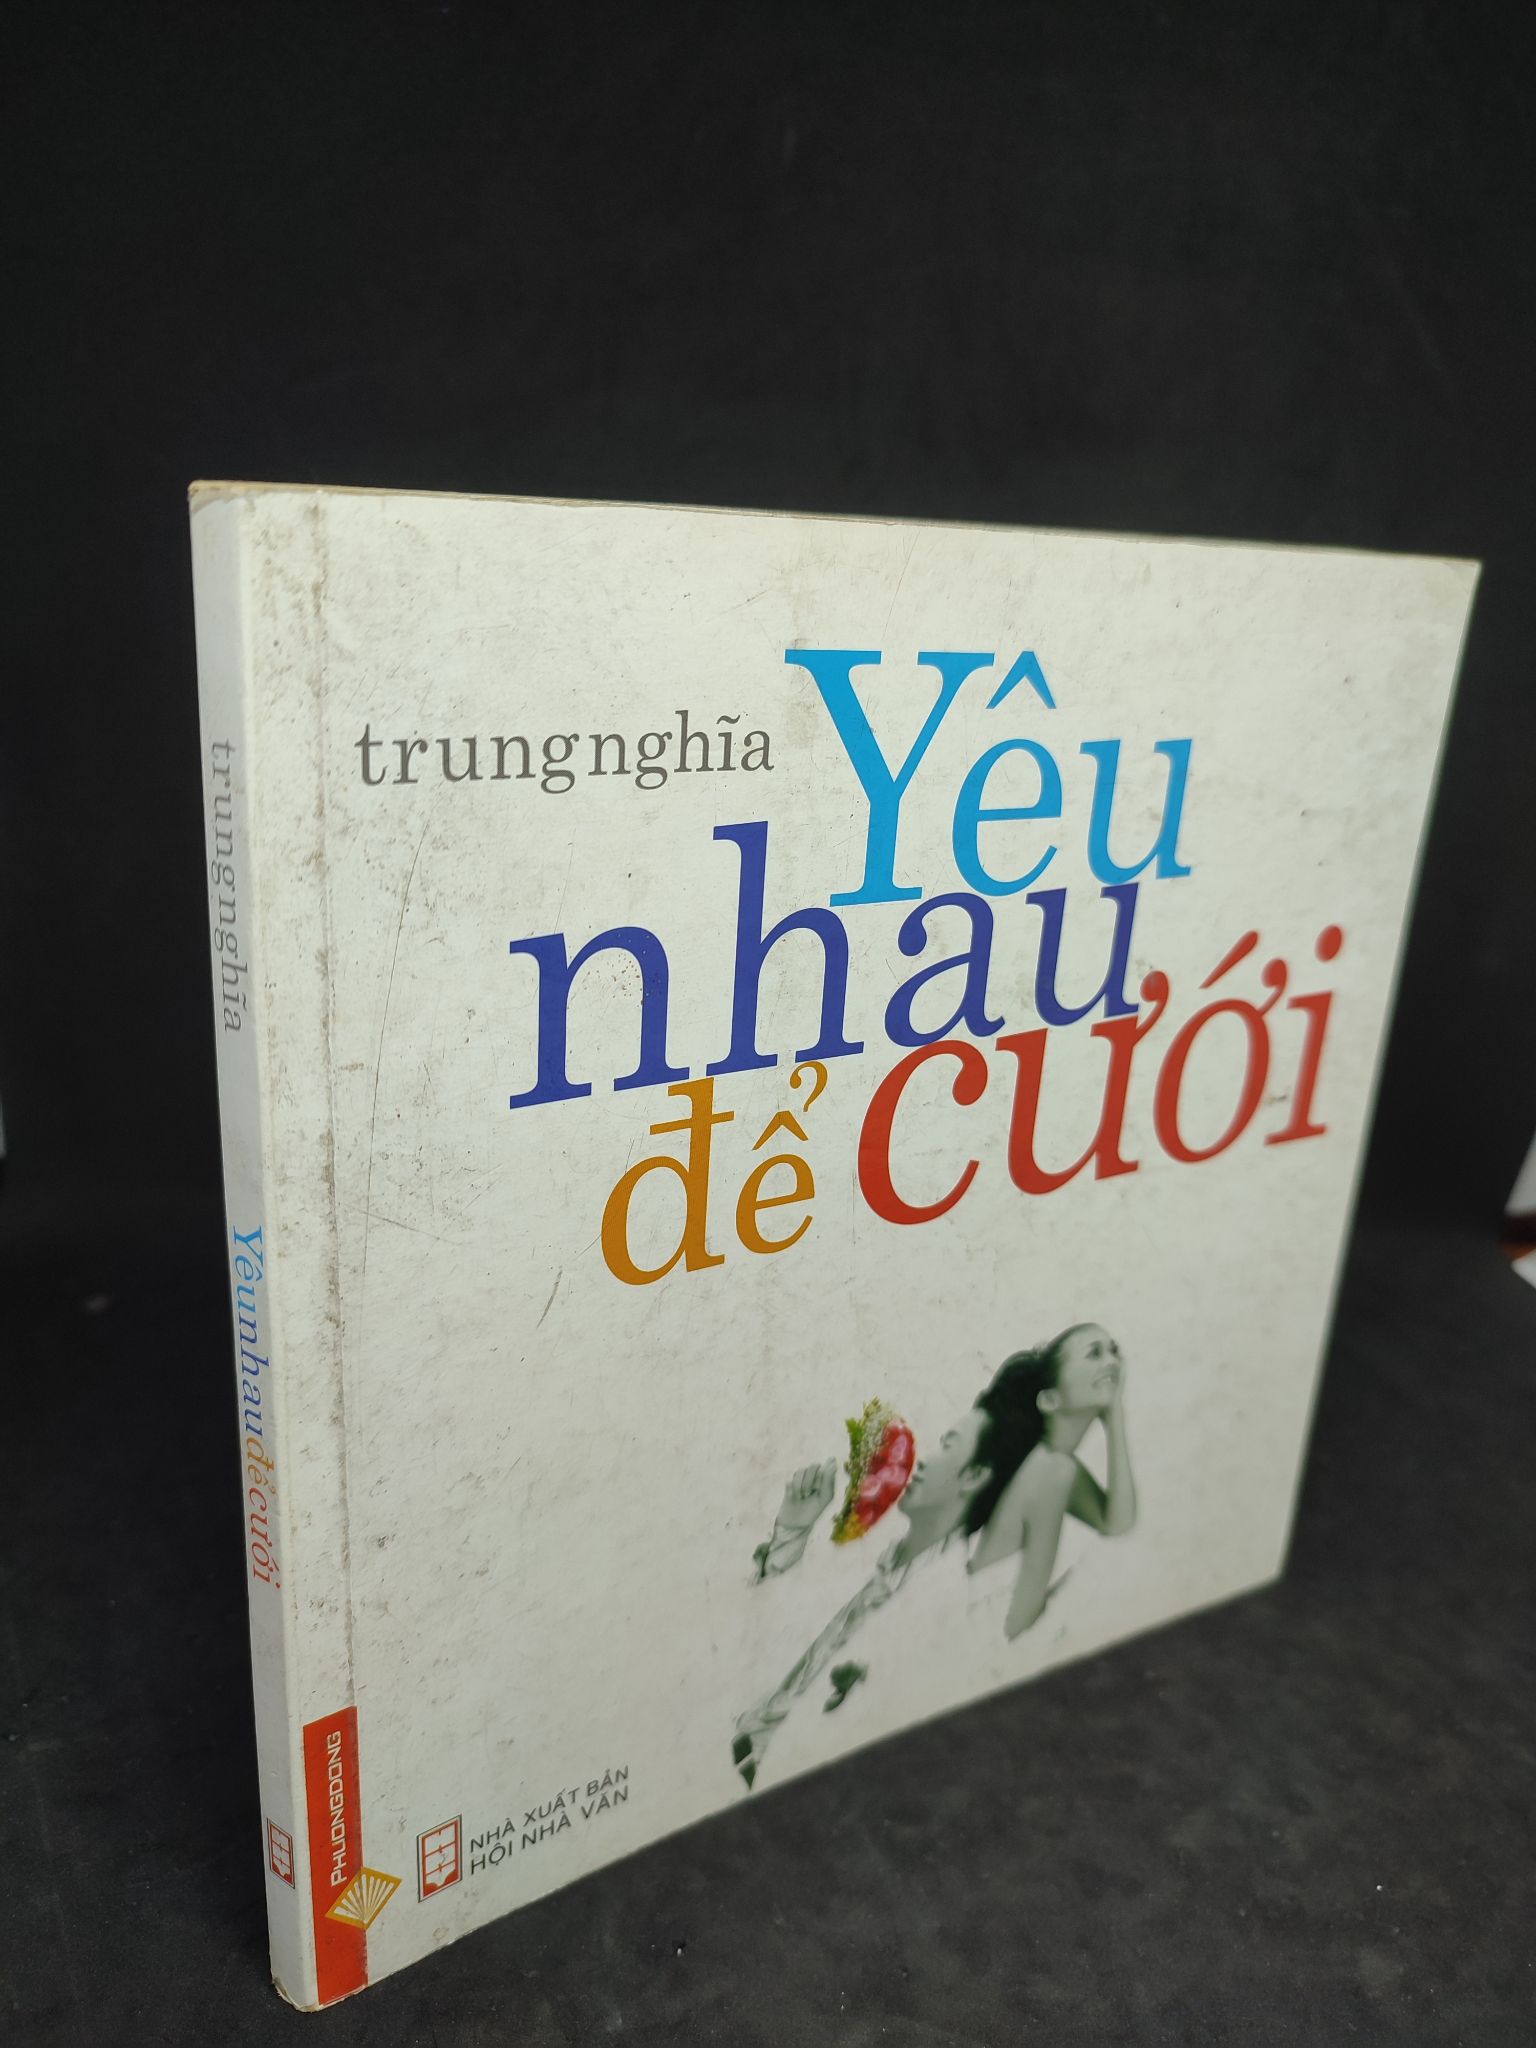 trungnghĩa
Yêu
nhau
để cưới
NHÀ XUẤT BẢN
HỘI NHÀ VĂN
PHUONGDONG
trungnghĩa
Yêunhauđểcưới